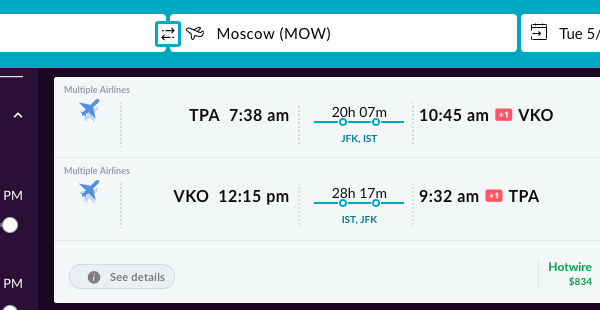 Moscow (MOW)
Tue 5/
PM
PM
Multiple Airlines
TPA 7:38 am
20h 07m
JFK, IST
10:45 am +1 VKO
Multiple Airlines
VKO 12:15 pm
28h 17m
IST, JFK
9:32 am +1 TPA
See details
Hotwire
$834